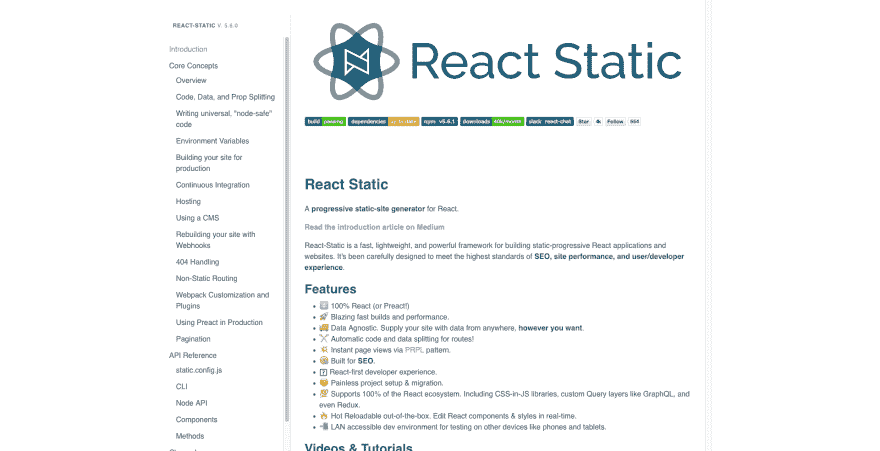 REACT-STATIC V. 5.6.0
Introduction
Core Concepts
Overview
Code, Data, and Prop Splitting
Writing universal, "node-safe"
code
Environment Variables
Building your site for
production
Continuous Integration
Hosting
Using a CMS
Rebuilding your site with
Webhooks
404 Handling
Non-Static Routing
Webpack Customization and
Plugins
Using Preact in Production
Pagination
API Reference
static.config.js
CLI
Node API
Components
Methods
React Static
build passing dependencies up to date npm v5.6.1 downloads 40k/month slack react-chat Star 4k Follow
React Static
A progressive static-site generator for React.
Read the introduction article on Medium
React-Static is a fast, lightweight, and powerful framework for building static-progressive React applications and
websites. It's been carefully designed to meet the highest standards of SEO, site performance, and user/developer
experience.
Features
100% React (or Preact!)
Blazing fast builds and performance.
Data Agnostic. Supply your site with data from anywhere, however you want.
Automatic code and data splitting for routes!
Instant page views via PRPL pattern.
Built for SEO.
React-first developer experience.
Painless project setup & migration.
Supports 100% of the React ecosystem. Including CSS-in-JS libraries, custom Query layers like GraphQL, and
even Redux.
Hot Reloadable out-of-the-box. Edit React components & styles in real-time.
LAN accessible dev environment for testing on other devices like phones and tablets.
Videos & Tutorials